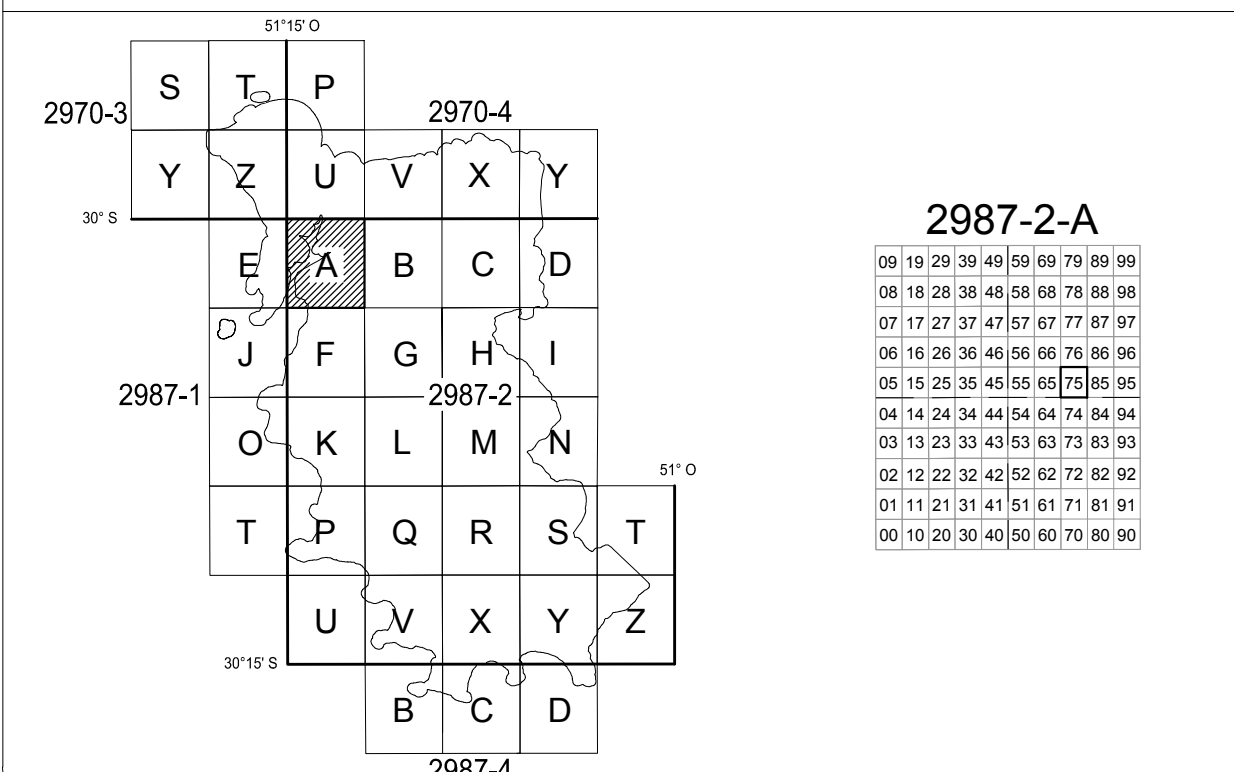 51°15' O
S T P
2970-3
2970-4
Y Z U V X Y
30° S
E A B C D
J F G H I
2987-1
2987-2
O K L M N
51° O
T P Q R S T
U V X Y Z
30°15' S
B C D
2987-4
2987-2-A
09 19 29 39 49 59 69 79 89 99
08 18 28 38 48 58 68 78 88 98
07 17 27 37 47 57 67 77 87 97
06 16 26 36 46 56 66 76 86 96
05 15 25 35 45 55 65 75 85 95
04 14 24 34 44 54 64 74 84 94
03 13 23 33 43 53 63 73 83 93
02 12 22 32 42 52 62 72 82 92
01 11 21 31 41 51 61 71 81 91
00 10 20 30 40 50 60 70 80 90